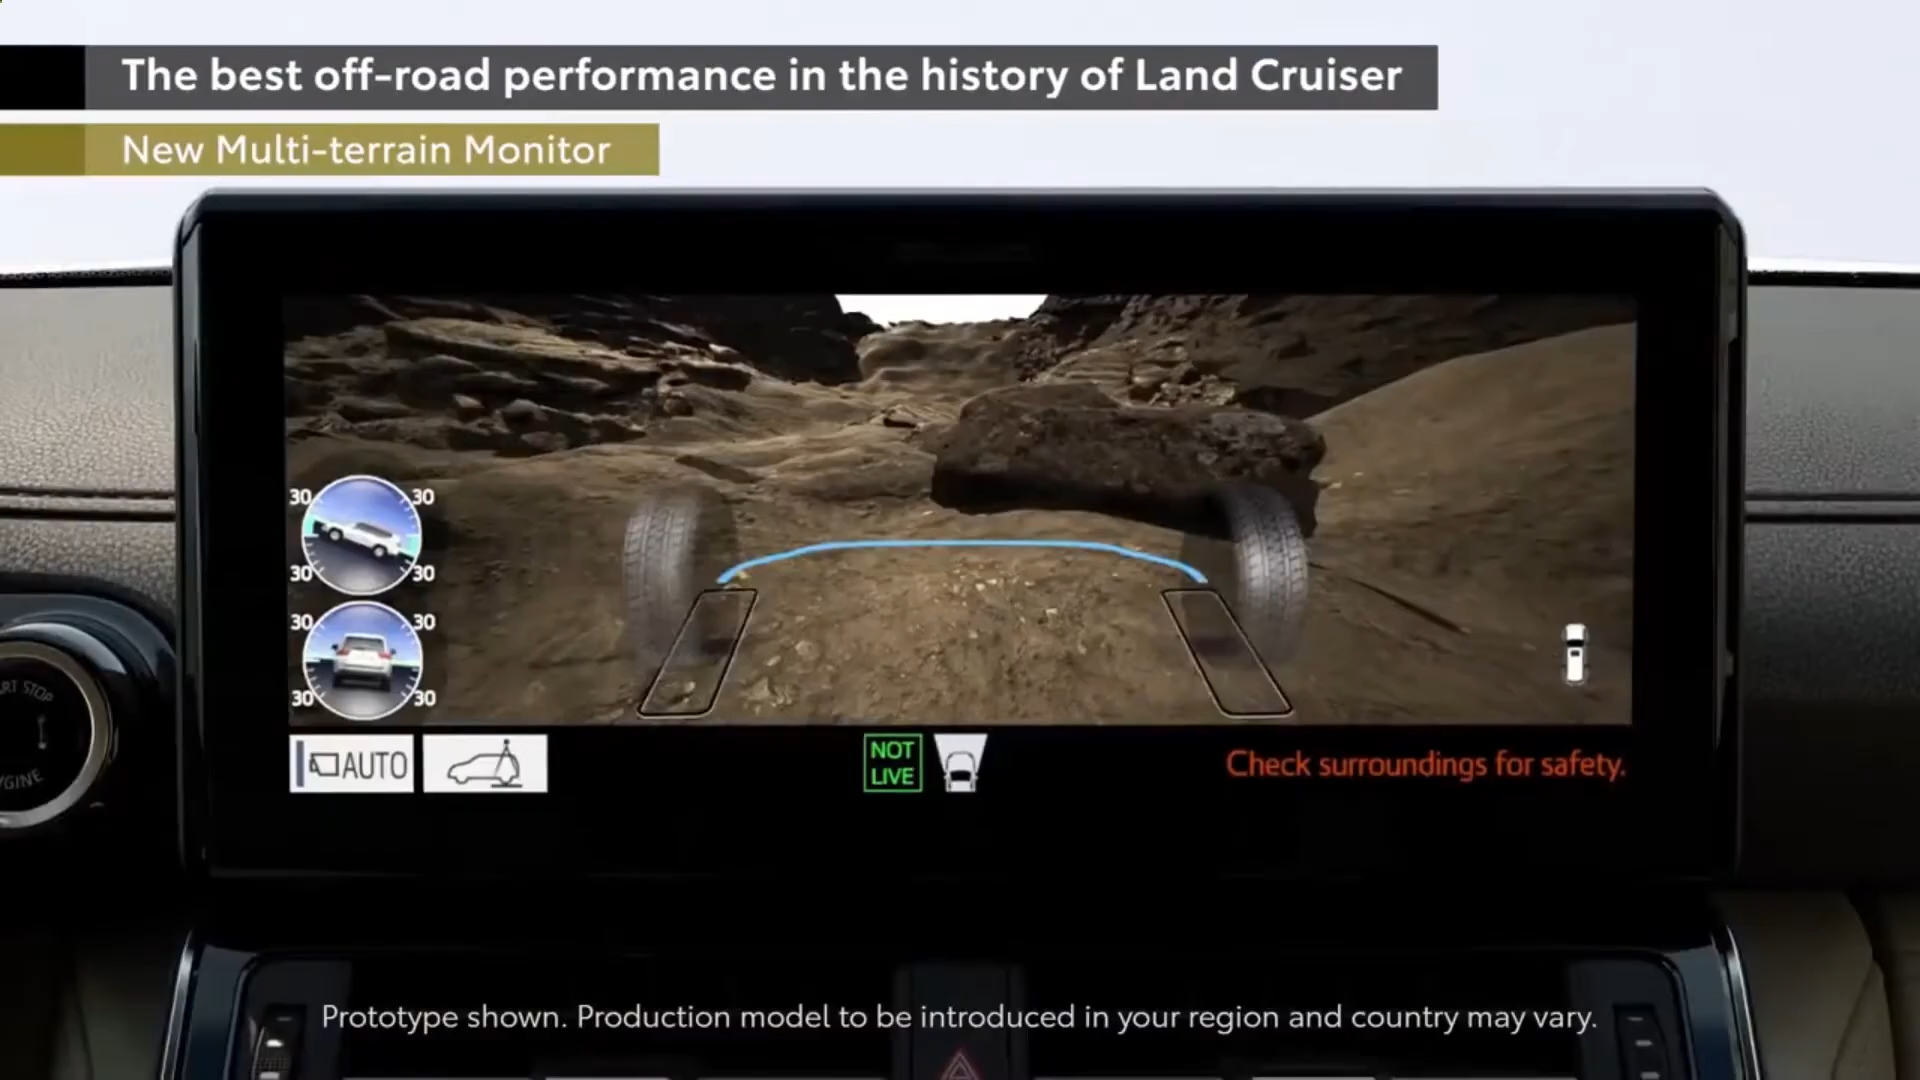 The best off-road performance in the history of Land Cruiser
New Multi-terrain Monitor
30 30
30 30
30 30
30 30
AUTO
NOT
LIVE
Check surroundings for safety.
STOP
Prototype shown. Production model to be introduced in your region and country may vary.